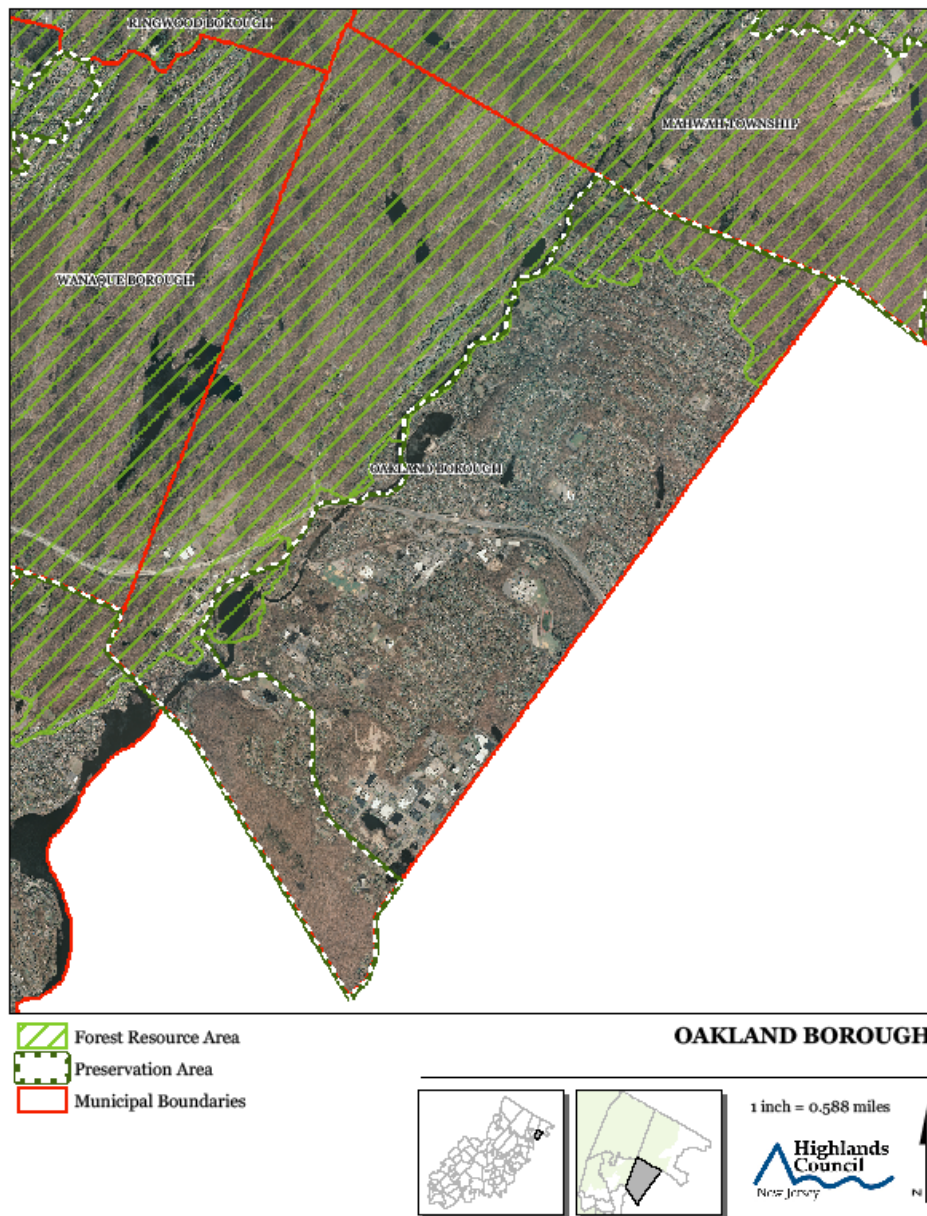 RINGWOOD BOROUGH
MAHWAH TOWNSHIP
WANAQUE BOROUGH
OAKLAND BOROUGH
Forest Resource Area
Preservation Area
Municipal Boundaries
OAKLAND BOROUGH
1 inch = 0.588 miles
Highlands
Council
New Jersey
N